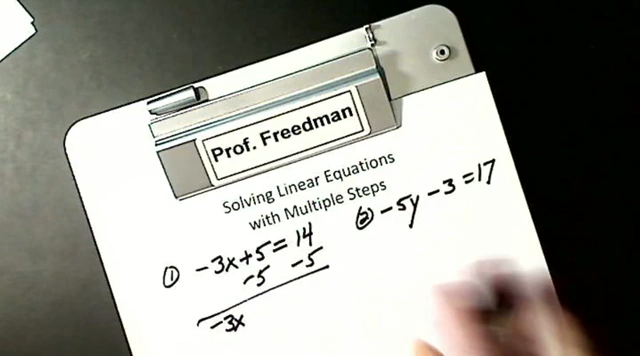 Prof. Freedman
Solving Linear Equations
with Multiple Steps
① -3x+5=14
-5 -5
-3x
② -5y-3=17